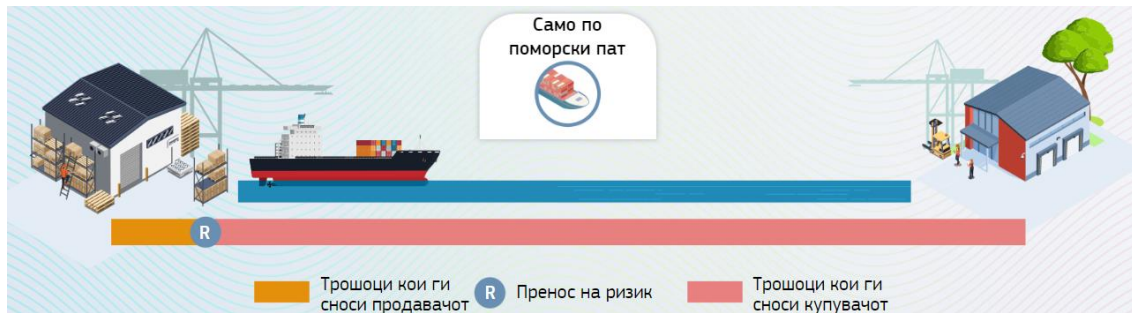 Само по
поморски пат
R
Трошоци кои ги
сноси продавачот
R
Пренос на ризик
Трошоци кои ги
сноси купувачот